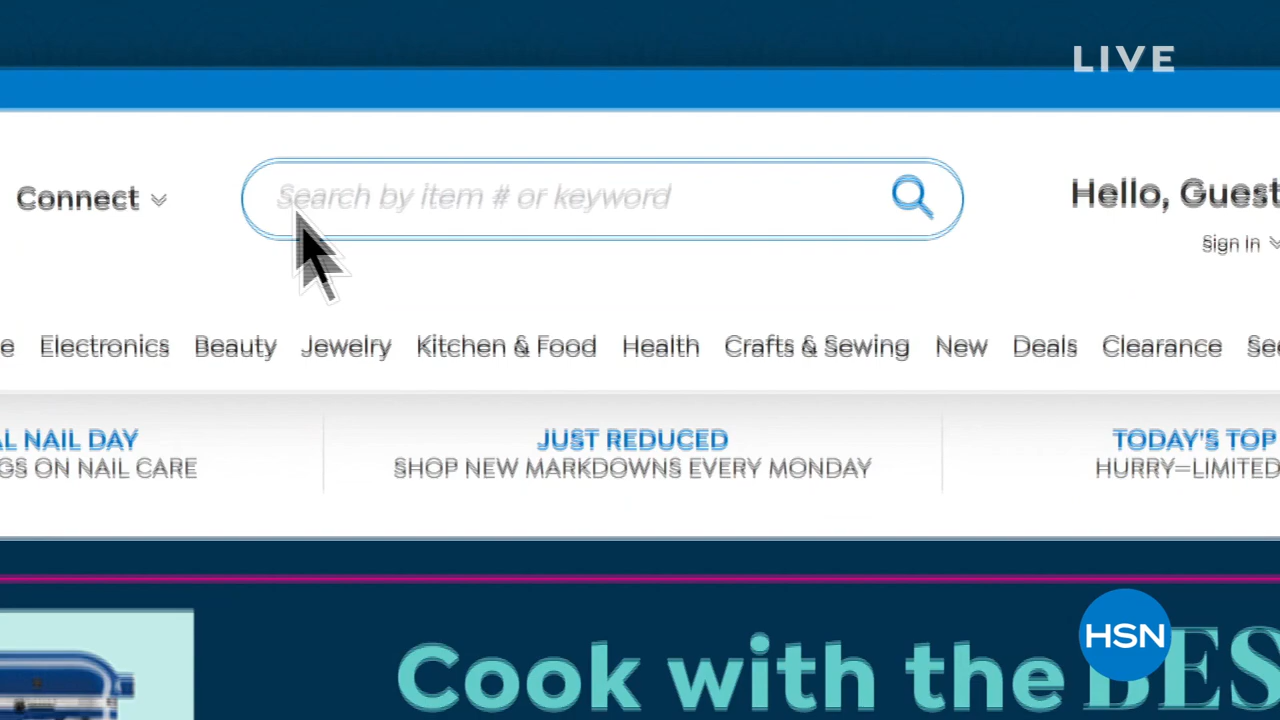 LIVE
Connect
Search by item # or keyword
Hello, Guest
Sign In
e Electronics Beauty Jewelry Kitchen & Food Health Crafts & Sewing New Deals Clearance See
AL NAIL DAY
GS ON NAIL CARE
JUST REDUCED
SHOP NEW MARKDOWNS EVERY MONDAY
TODAY'S TOP
HURRY=LIMITED
Cook with the BES
HSN